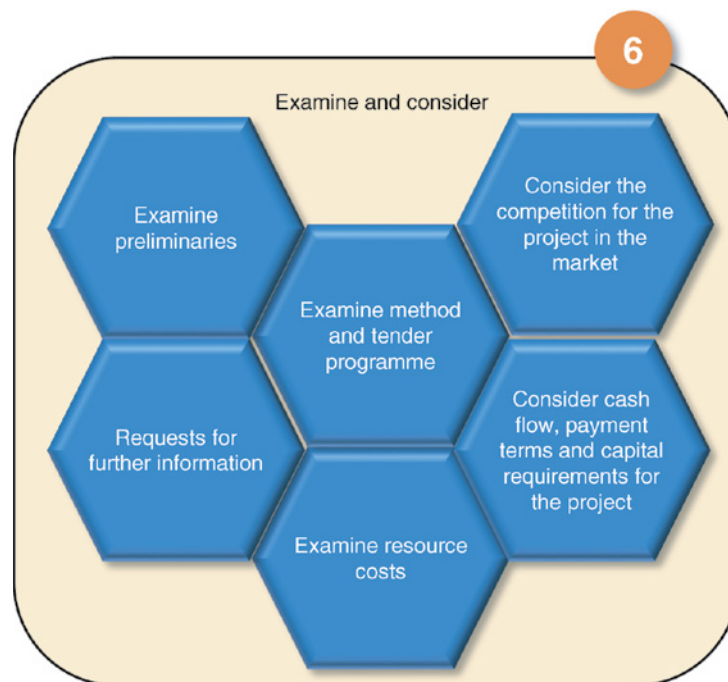 6
Examine and consider
Examine
preliminaries
Consider the
competition for the
project in the
market
Examine method
and tender
programme
Requests for
further information
Consider cash
flow, payment
terms and capital
requirements for
the project
Examine resource
costs